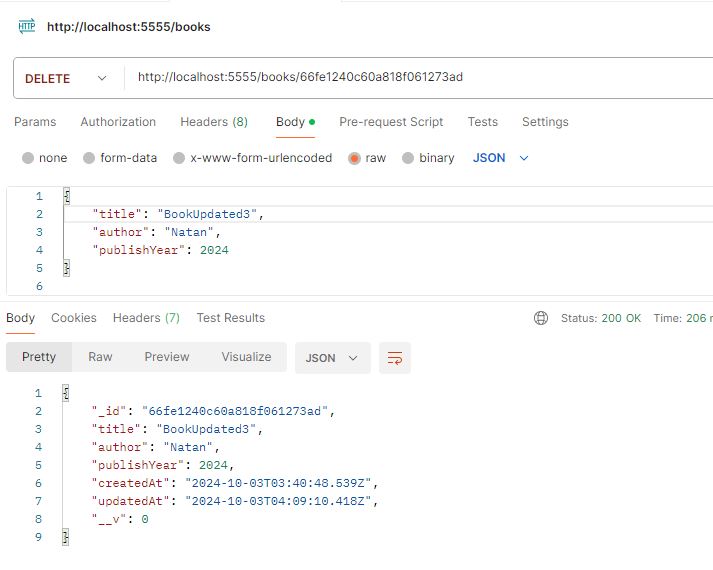 HTTP http://localhost:5555/books
DELETE http://localhost:5555/books/66fe1240c60a818f061273ad
Params Authorization Headers (8) Body Pre-request Script Tests Settings
none form-data x-www-form-urlencoded raw binary JSON
1 {
2 "title": "BookUpdated3",
3 "author": "Natan",
4 "publishYear": 2024
5 }
6
Body Cookies Headers (7) Test Results Status: 200 OK Time: 206
Pretty Raw Preview Visualize JSON
1 {
2 "_id": "66fe1240c60a818f061273ad",
3 "title": "BookUpdated3",
4 "author": "Natan",
5 "publishYear": 2024,
6 "createdAt": "2024-10-03T03:40:48.539Z",
7 "updatedAt": "2024-10-03T04:09:10.418Z",
8 "__v": 0
9 }